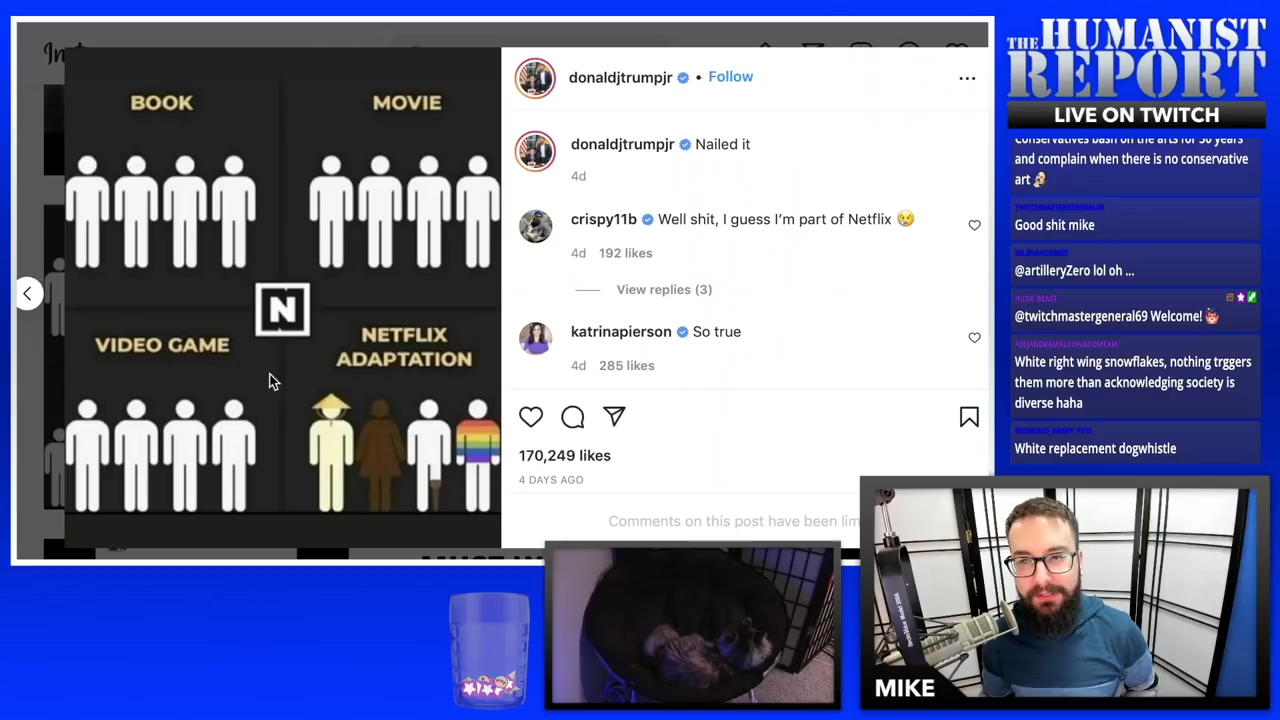 BOOK
MOVIE
VIDEO GAME
N
NETFLIX
ADAPTATION
donaldjtrumpjr • Follow
donaldjtrumpjr Nailed it
4d
crispy11b Well shit, I guess I'm part of Netflix 😢
4d 192 likes
View replies (3)
katrinapierson So true
4d 285 likes
170,249 likes
4 DAYS AGO
Comments on this post have been lim
THE HUMANIST
REPORT
LIVE ON TWITCH
Conservatives bash on the arts for 50 years
and complain when there is no conservative
art
Good shit mike
@artilleryZero lol oh ...
HILDE BEAST
@twitchmastergeneral69 Welcome!
ALEJANDRAMALDONADOMEXIA
White right wing snowflakes, nothing trggers
them more than acknowledging society is
diverse haha
White replacement dogwhistle
MIKE